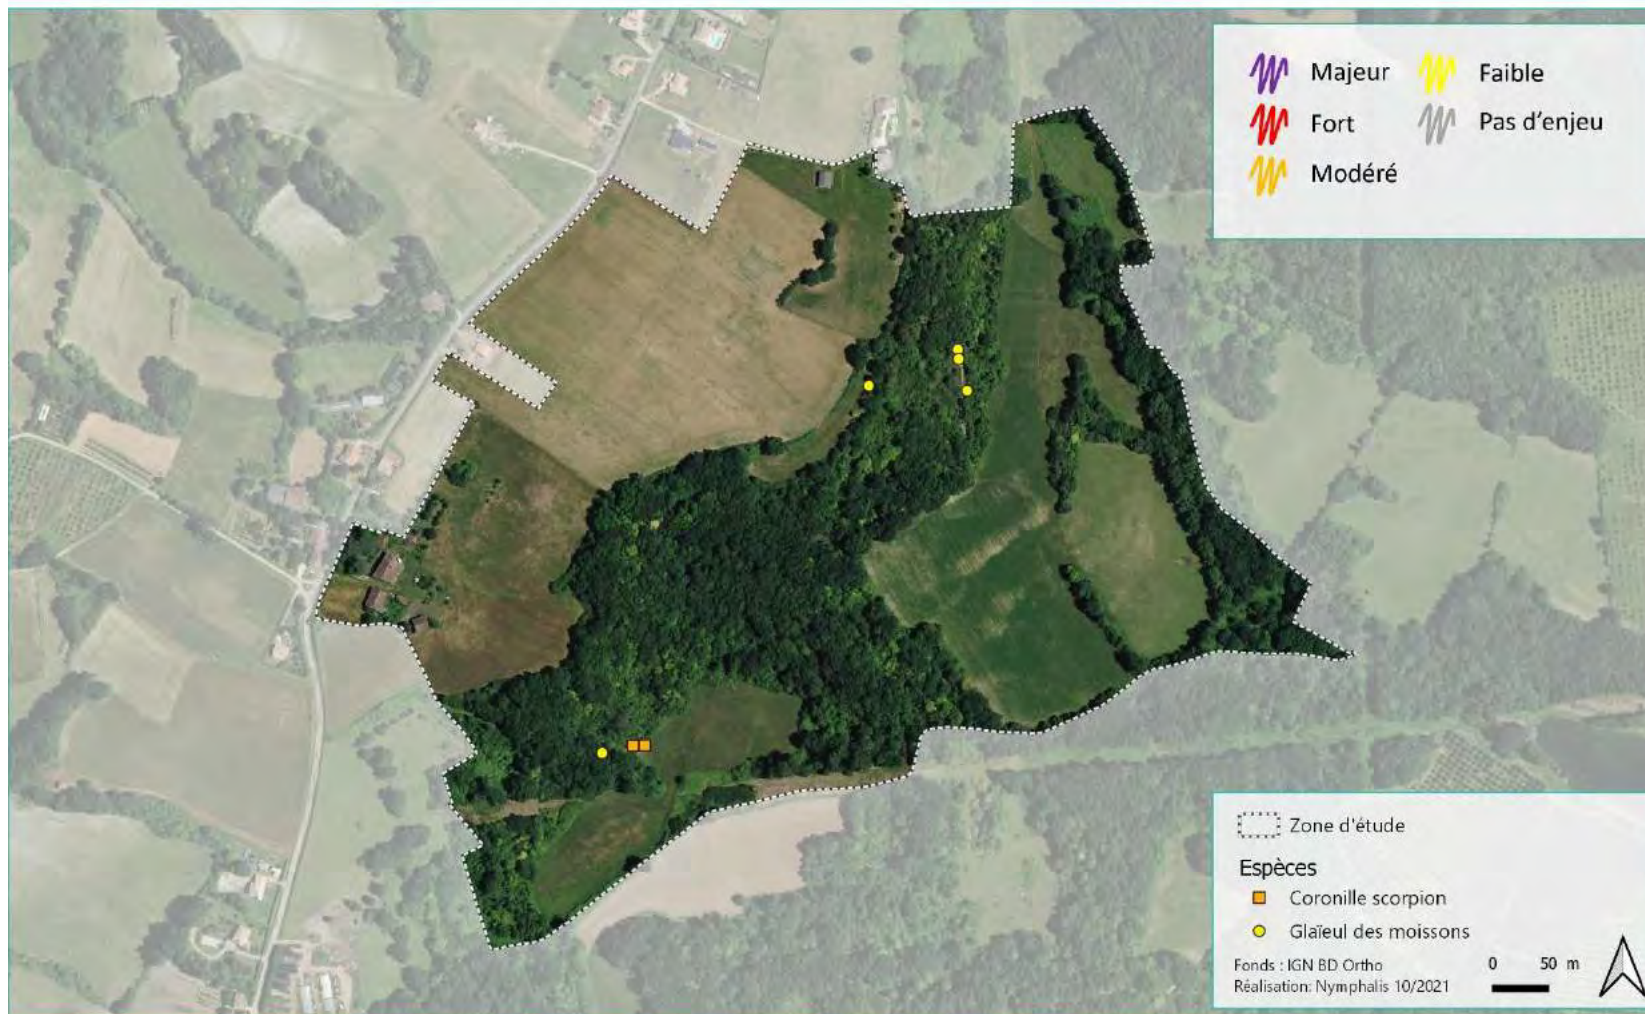 Majeur
Faible
Fort
Pas d'enjeu
Modéré
Zone d'étude
Espèces
Coronille scorpion
Glaïeul des moissons
Fonds : IGN BD Ortho
Réalisation: Nymphalis 10/2021
0 50 m